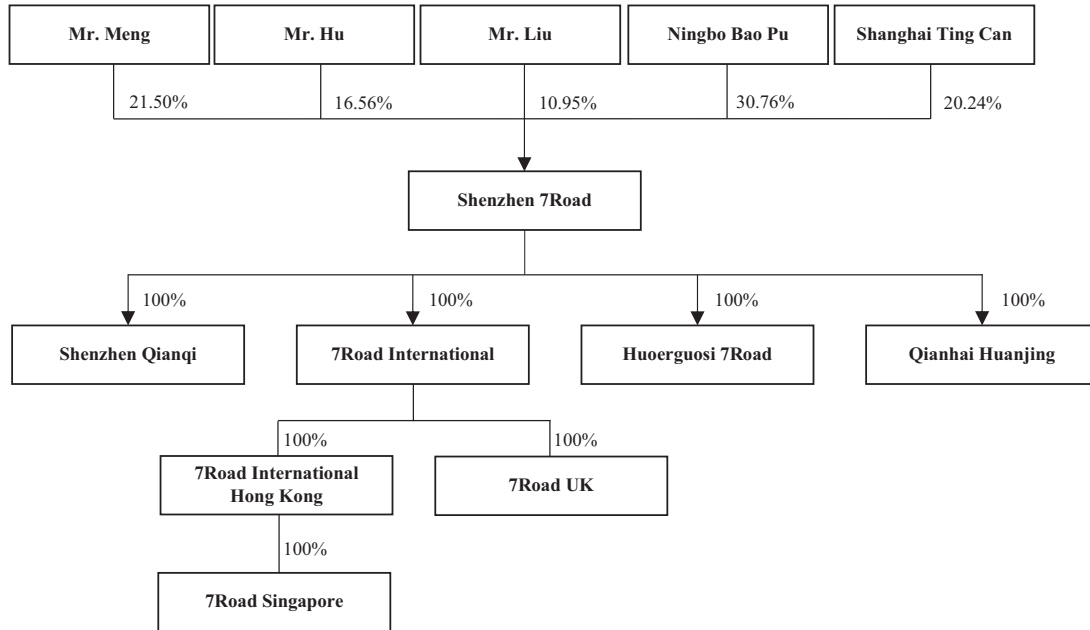 Mr. Meng
Mr. Hu
Mr. Liu
Ningbo Bao Pu
Shanghai Ting Can
21.50%
16.56%
10.95%
30.76%
20.24%
Shenzhen 7Road
100%
100%
100%
100%
Shenzhen Qianqi
7Road International
Huoerguosi 7Road
Qianhai Huanjing
100%
100%
7Road International
Hong Kong
7Road UK
100%
7Road Singapore